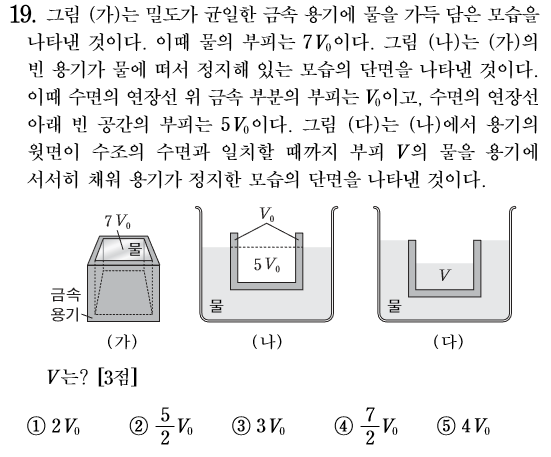 19. 그림 (가)는 밀도가 균일한 금속 용기에 물을 가득 담은 모습을
나타낸 것이다. 이때 물의 부피는 7V₀이다. 그림 (나)는 (가)의
빈 용기가 물에 떠서 정지해 있는 모습의 단면을 나타낸 것이다.
이때 수면의 연장선 위 금속 부분의 부피는 V₀이고, 수면의 연장선
아래 빈 공간의 부피는 5V₀이다. 그림 (다)는 (나)에서 용기의
윗면이 수조의 수면과 일치할 때까지 부피 V의 물을 용기에
서서히 채워 용기가 정지한 모습의 단면을 나타낸 것이다.
7V₀
물
금속
용기
(가)
V₀
5V₀
물
(나)
V
물
(다)
V는? [3점]
① 2V₀ ② 5/2 V₀ ③ 3V₀ ④ 7/2 V₀ ⑤ 4V₀